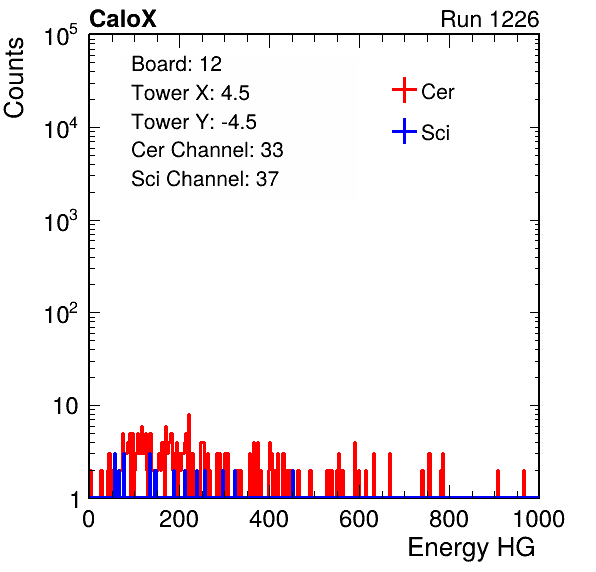 CaloX Run 1226
Counts
Board: 12
Tower X: 4.5
Tower Y: -4.5
Cer Channel: 33
Sci Channel: 37
Cer
Sci
10^5
10^4
10^3
10^2
10
1
0 200 400 600 800 1000
Energy HG